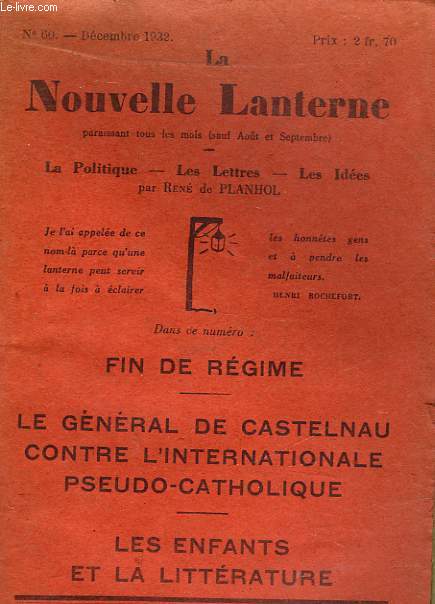 Le-livre.com
N° 60. — Décembre 1932.
Prix : 2 fr. 70
La
Nouvelle Lanterne
paraissant tous les mois (sauf Août et Septembre)
La Politique — Les Lettres — Les Idées
par RENÉ de PLANHOL
Je l'ai appelée de ce
nom-là parce qu'une
lanterne peut servir
à la fois à éclairer
les honnêtes gens
et à pendre les
malfaiteurs.
HENRI ROCHEFORT.
Dans ce numéro :
FIN DE RÉGIME
LE GÉNÉRAL DE CASTELNAU
CONTRE L'INTERNATIONALE
PSEUDO-CATHOLIQUE
LES ENFANTS
ET LA LITTÉRATURE